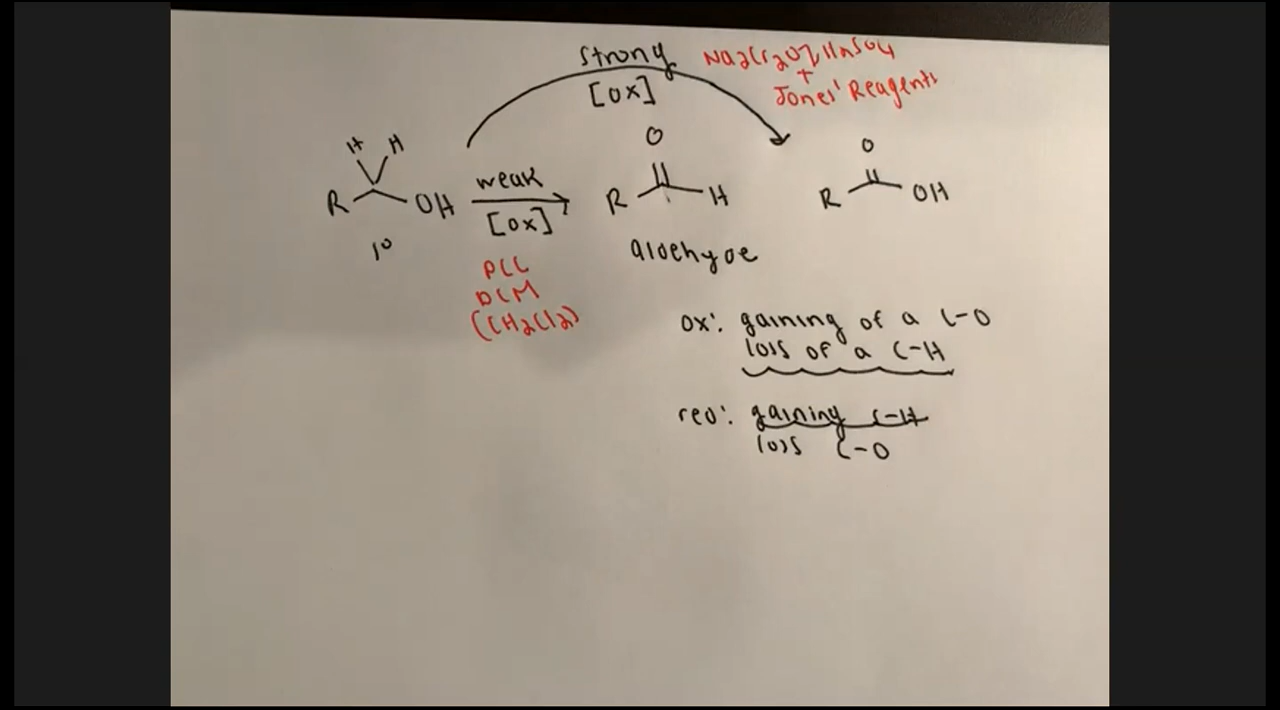 strong
[ox]
Na2Cr2O7, H2SO4
+
Jones' Reagents
H H
R OH
1°
weak
[ox]
PCC
DCM
(CH2Cl2)
O
R H
aldehyde
O
R OH
ox: gaining of a C-O
loss of a C-H
red: gaining C-H
loss C-O